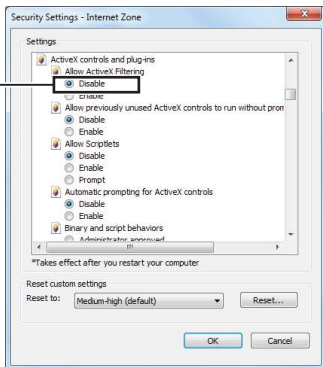 Security Settings - Internet Zone
Settings
ActiveX controls and plug-ins
Allow ActiveX Filtering
Disable
Enable
Allow previously unused ActiveX controls to run without prom
Disable
Enable
Allow Scriptlets
Disable
Enable
Prompt
Automatic prompting for ActiveX controls
Disable
Enable
Binary and script behaviors
Administrator approved
*Takes effect after you restart your computer
Reset custom settings
Reset to: Medium-high (default) Reset...
OK Cancel